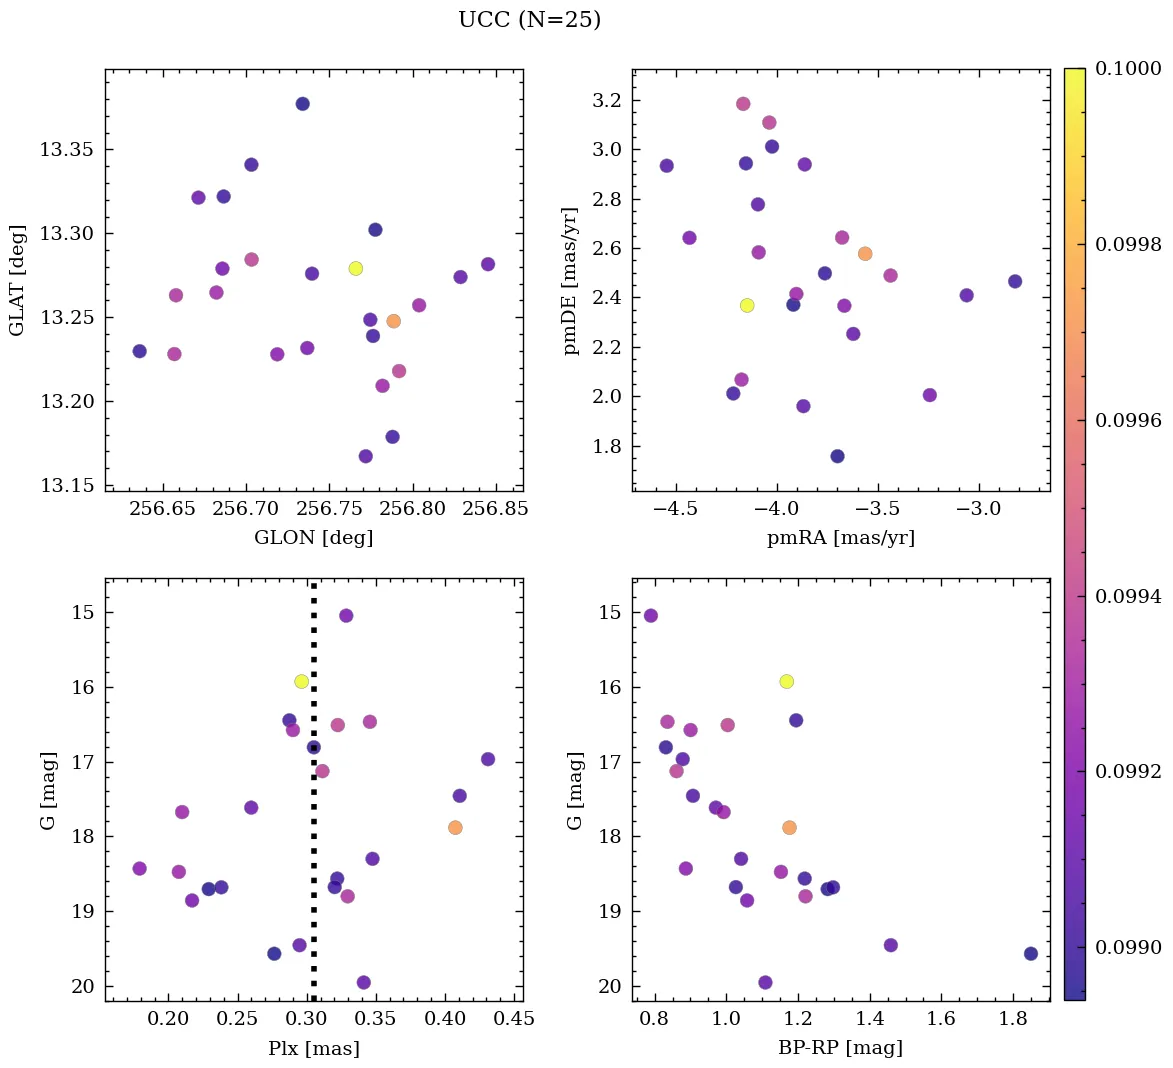 UCC (N=25)
13.35
13.30
13.25
13.20
13.15
GLAT [deg]
256.65 256.70 256.75 256.80 256.85
GLON [deg]
3.2
3.0
2.8
2.6
2.4
2.2
2.0
1.8
pmDE [mas/yr]
−4.5 −4.0 −3.5 −3.0
pmRA [mas/yr]
0.1000
0.0998
0.0996
0.0994
0.0992
0.0990
15
16
17
18
19
20
G [mag]
0.20 0.25 0.30 0.35 0.40 0.45
Plx [mas]
15
16
17
18
19
20
G [mag]
0.8 1.0 1.2 1.4 1.6 1.8
BP-RP [mag]